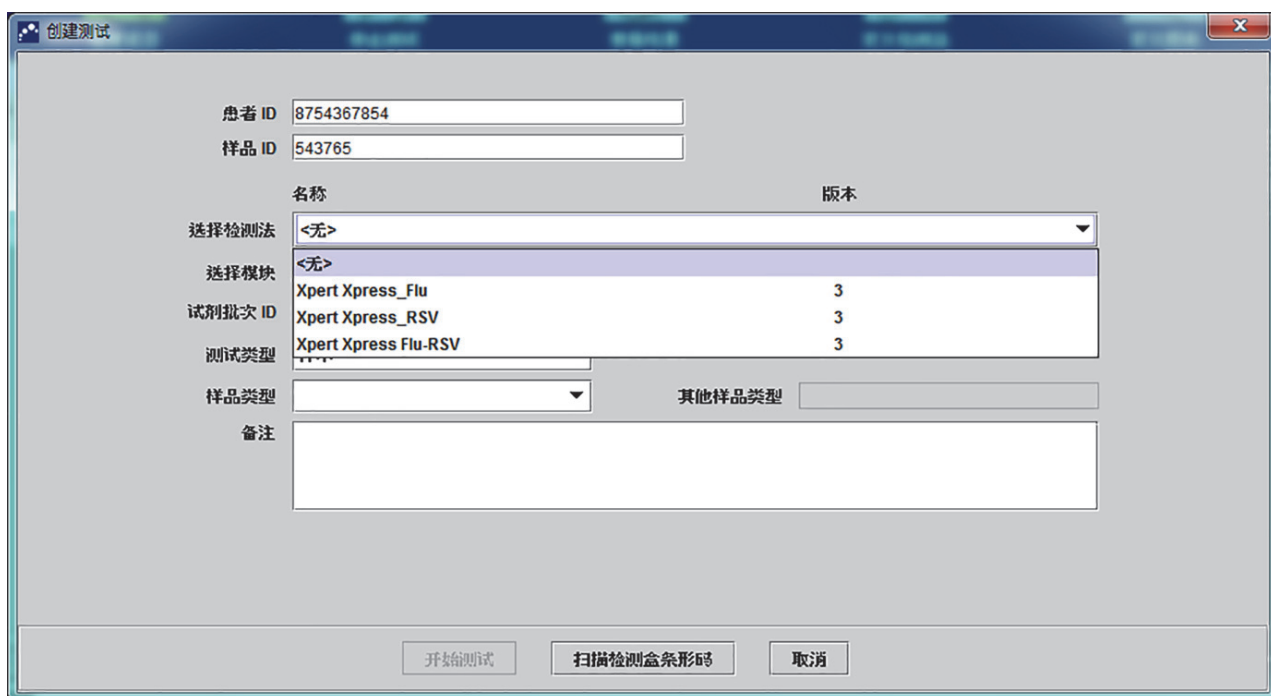 创建测试
患者 ID 8754367854
样品 ID 543765
名称 版本
选择检测法 <无>
<无>
选择模块
Xpert Xpress_Flu 3
试剂批次 ID
Xpert Xpress_RSV 3
Xpert Xpress Flu-RSV 3
测试类型
样品类型 其他样品类型
备注
开始测试 扫描检测盒条形码 取消